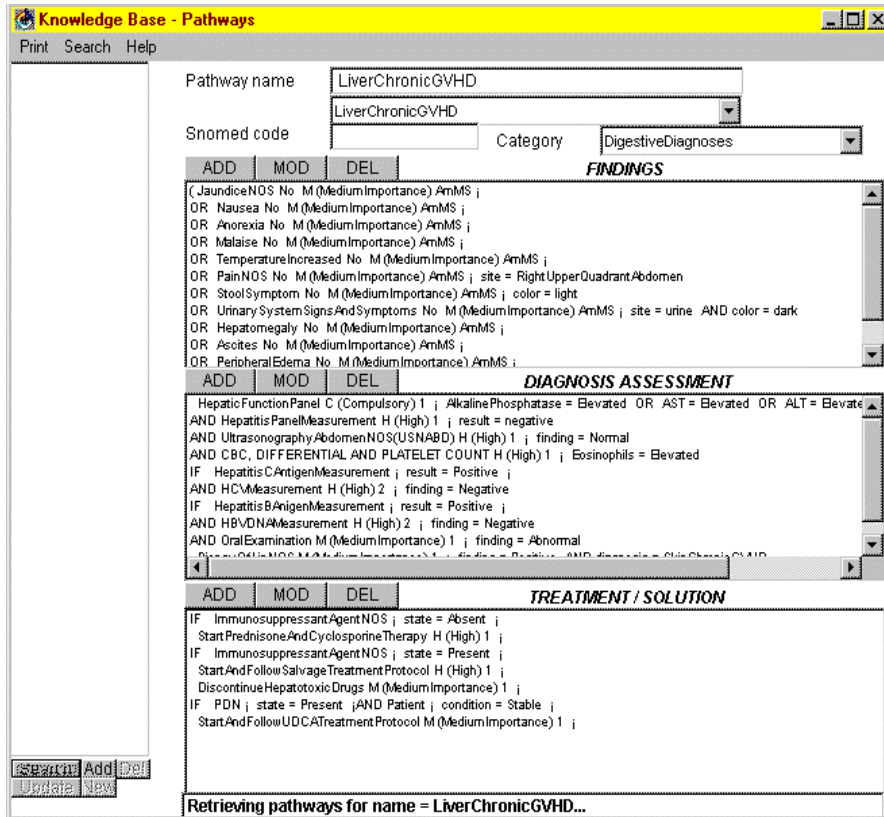 Knowledge Base - Pathways
Print Search Help
Pathway name LiverChronicGVHD
LiverChronicGVHD
Snomed code Category DigestiveDiagnoses
ADD MOD DEL FINDINGS
( JaundiceNOS No M (MediumImportance) AmMS ¡
OR Nausea No M (MediumImportance) AmMS ¡
OR Anorexia No M (MediumImportance) AmMS ¡
OR Malaise No M (MediumImportance) AmMS ¡
OR TemperatureIncreased No M (MediumImportance) AmMS ¡
OR PainNOS No M (MediumImportance) AmMS ¡ site = RightUpperQuadrantAbdomen
OR StoolSymptom No M (MediumImportance) AmMS ¡ color = light
OR UrinarySystemSignsAndSymptoms No M (MediumImportance) AmMS ¡ site = urine AND color = dark
OR Hepatomegaly No M (MediumImportance) AmMS ¡
OR Ascites No M (MediumImportance) AmMS ¡
OR PeripheralEdema No M (MediumImportance) AmMS ¡
ADD MOD DEL DIAGNOSIS ASSESSMENT
HepaticFunctionPanel C (Compulsory) 1 ¡ AlkalinePhosphatase = Elevated OR AST = Elevated OR ALT = Elevate
AND HepatitisPanelMeasurement H (High) 1 ¡ result = negative
AND UltrasonographyAbdomenNOS(USNABD) H (High) 1 ¡ finding = Normal
AND CBC, DIFFERENTIAL AND PLATELET COUNT H (High) 1 ¡ Eosinophils = Elevated
IF HepatitisCAntigenMeasurement ¡ result = Positive ¡
AND HCVMeasurement H (High) 2 ¡ finding = Negative
IF HepatitisBAnigenMeasurement ¡ result = Positive ¡
AND HBVDNAMeasurement H (High) 2 ¡ finding = Negative
AND OralExamination M (MediumImportance) 1 ¡ finding = Abnormal
BiopsyOfLipNOS M (MediumImportance) 1 ¡ finding = Positive AND diagnosis = SkinChronicGVHD
ADD MOD DEL TREATMENT / SOLUTION
IF ImmunosuppressantAgentNOS ¡ state = Absent ¡
StartPrednisoneAndCyclosporineTherapy H (High) 1 ¡
IF ImmunosuppressantAgentNOS ¡ state = Present ¡
StartAndFollowSalvageTreatmentProtocol H (High) 1 ¡
DiscontinueHepatotoxicDrugs M (MediumImportance) 1 ¡
IF PDN ¡ state = Present ¡AND Patient ¡ condition = Stable ¡
StartAndFollowUDCATreatmentProtocol M (MediumImportance) 1 ¡
Search Add Del
Update New
Retrieving pathways for name = LiverChronicGVHD...